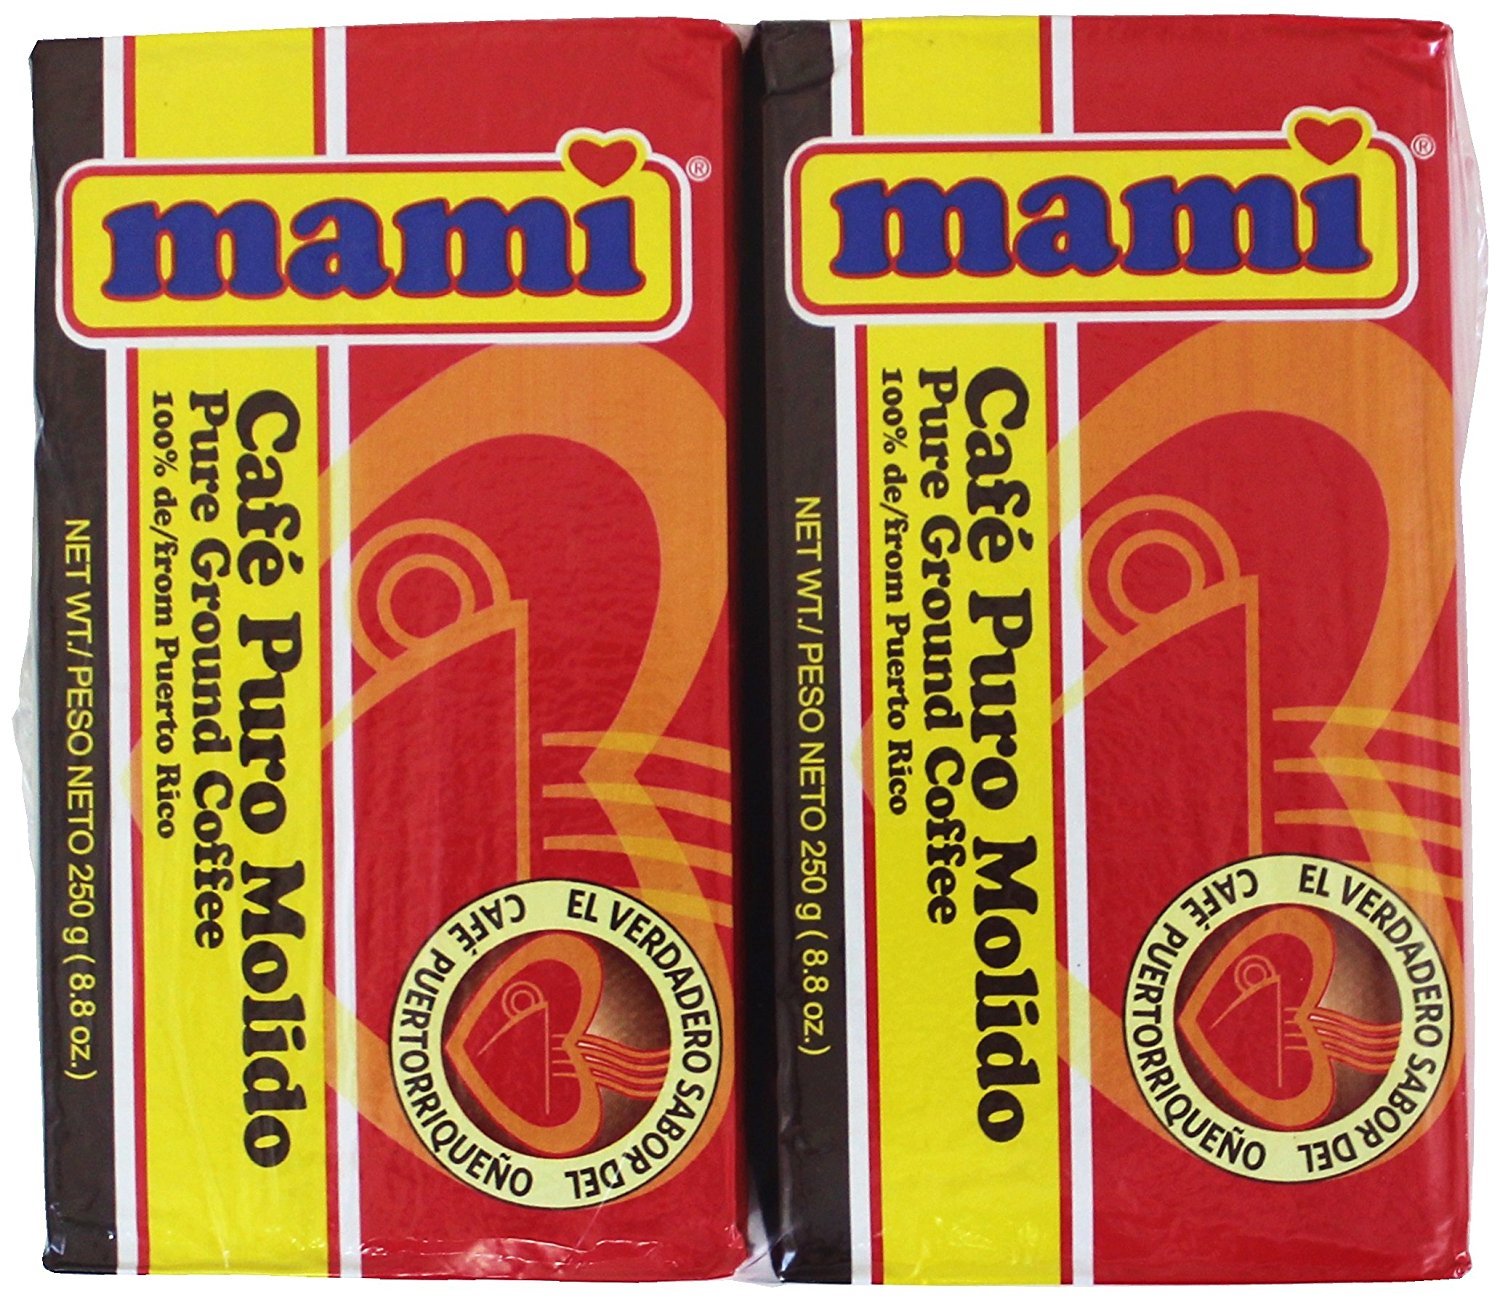 mami®
Café Puro Molido
Pure Ground Coffee
100% de/from Puerto Rico
NET WT./ PESO NETO 250 g ( 8.8 oz.)
EL VERDADERO SABOR DEL
CAFÉ PUERTORRIQUEÑO
mami®
Café Puro Molido
Pure Ground Coffee
100% de/from Puerto Rico
NET WT./ PESO NETO 250 g ( 8.8 oz.)
EL VERDADERO SABOR DEL
CAFÉ PUERTORRIQUEÑO